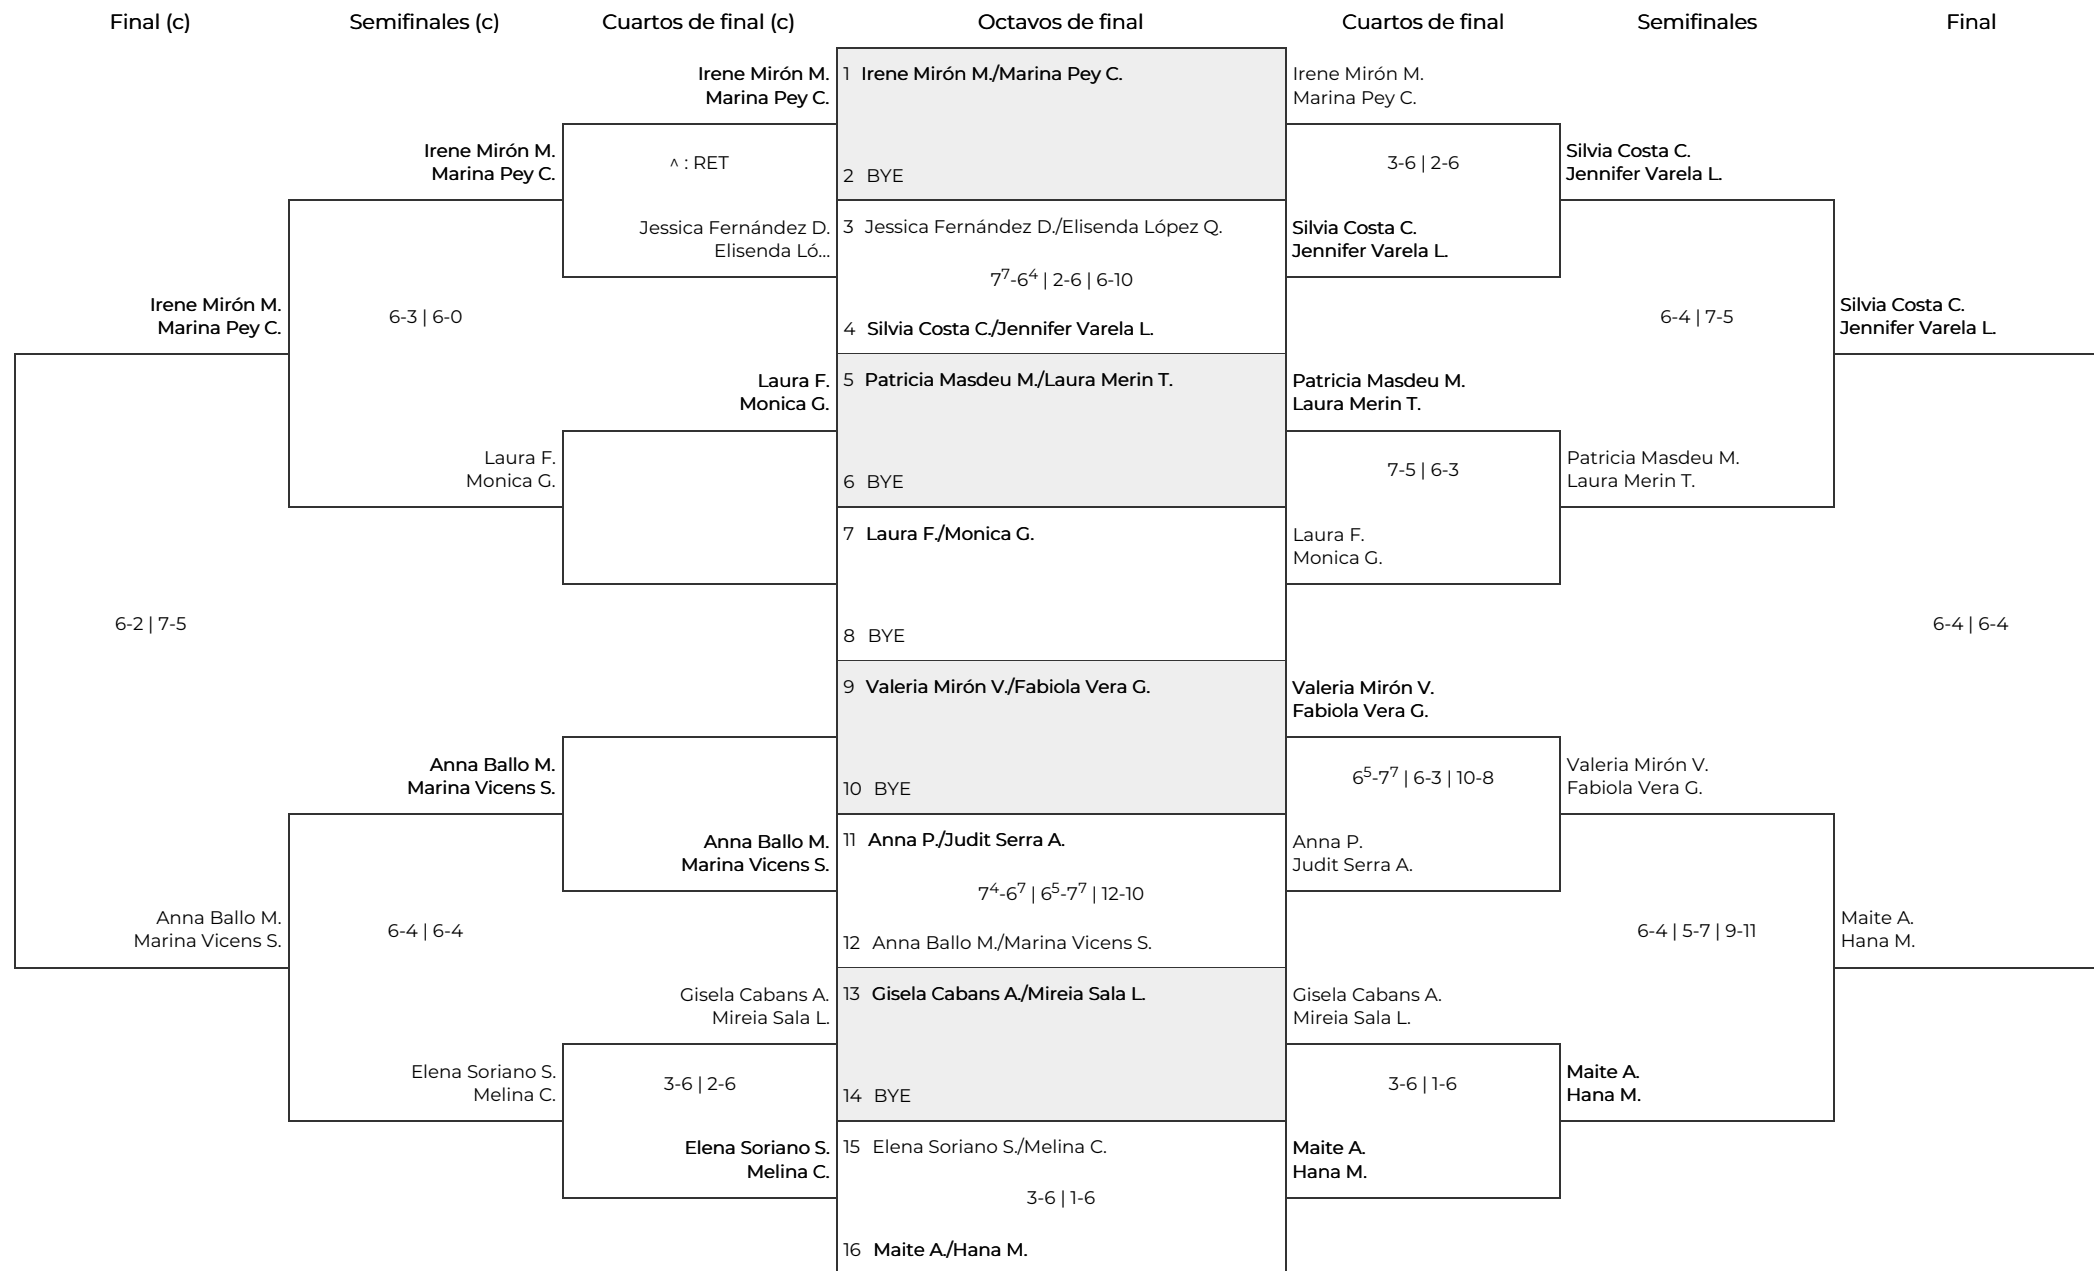 Final (c) Semifinales (c) Cuartos de final (c) Octavos de final Cuartos de final Semifinales Final
Irene Mirón M.
Marina Pey C.
Anna Ballo M.
Marina Vicens S.
6-2 | 7-5
Irene Mirón M.
Marina Pey C.
6-3 | 6-0
Laura F.
Monica G.
Anna Ballo M.
Marina Vicens S.
6-4 | 6-4
Elena Soriano S.
Melina C.
Irene Mirón M.
Marina Pey C.
^ : RET
Jessica Fernández D.
Elisenda Ló...
Laura F.
Monica G.
Anna Ballo M.
Marina Vicens S.
Gisela Cabans A.
Mireia Sala L.
3-6 | 2-6
Elena Soriano S.
Melina C.
1 Irene Mirón M./Marina Pey C.
2 BYE
3 Jessica Fernández D./Elisenda López Q.
7⁷-6⁴ | 2-6 | 6-10
4 Silvia Costa C./Jennifer Varela L.
5 Patricia Masdeu M./Laura Merin T.
6 BYE
7 Laura F./Monica G.
8 BYE
9 Valeria Mirón V./Fabiola Vera G.
10 BYE
11 Anna P./Judit Serra A.
7⁴-6⁷ | 6⁵-7⁷ | 12-10
12 Anna Ballo M./Marina Vicens S.
13 Gisela Cabans A./Mireia Sala L.
14 BYE
15 Elena Soriano S./Melina C.
3-6 | 1-6
16 Maite A./Hana M.
Irene Mirón M.
Marina Pey C.
3-6 | 2-6
Silvia Costa C.
Jennifer Varela L.
Patricia Masdeu M.
Laura Merin T.
7-5 | 6-3
Laura F.
Monica G.
Valeria Mirón V.
Fabiola Vera G.
6⁵-7⁷ | 6-3 | 10-8
Anna P.
Judit Serra A.
Gisela Cabans A.
Mireia Sala L.
3-6 | 1-6
Maite A.
Hana M.
Silvia Costa C.
Jennifer Varela L.
6-4 | 7-5
Patricia Masdeu M.
Laura Merin T.
Valeria Mirón V.
Fabiola Vera G.
6-4 | 5-7 | 9-11
Maite A.
Hana M.
Silvia Costa C.
Jennifer Varela L.
6-4 | 6-4
Maite A.
Hana M.